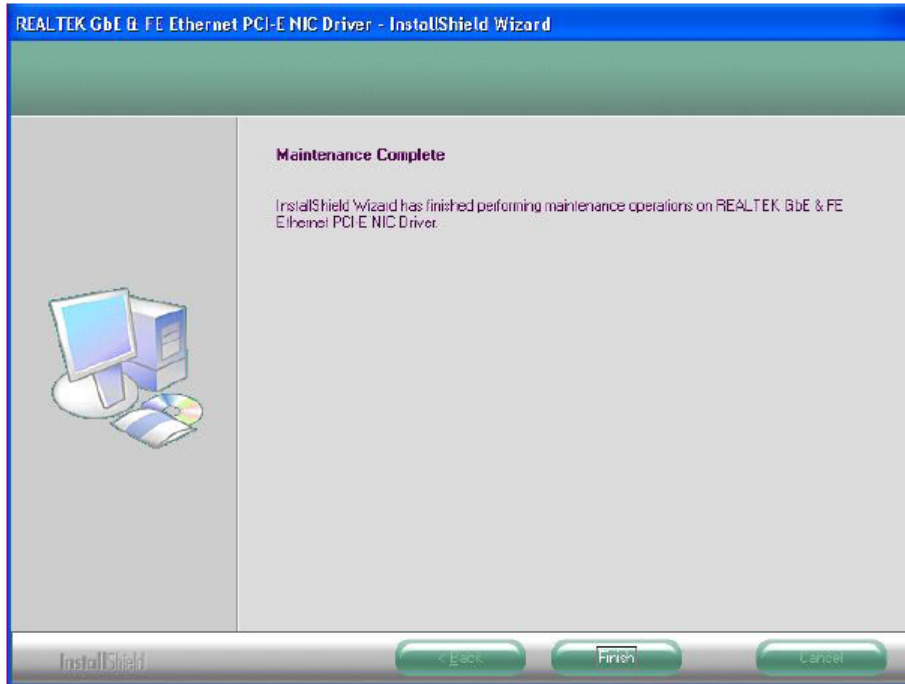 REALTEK GbE & FE Ethernet PCI-E NIC Driver - InstallShield Wizard
Maintenance Complete
InstallShield Wizard has finished performing maintenance operations on REALTEK GbE & FE
Ethernet PCI-E NIC Driver.
InstallShield
< Back Finish Cancel